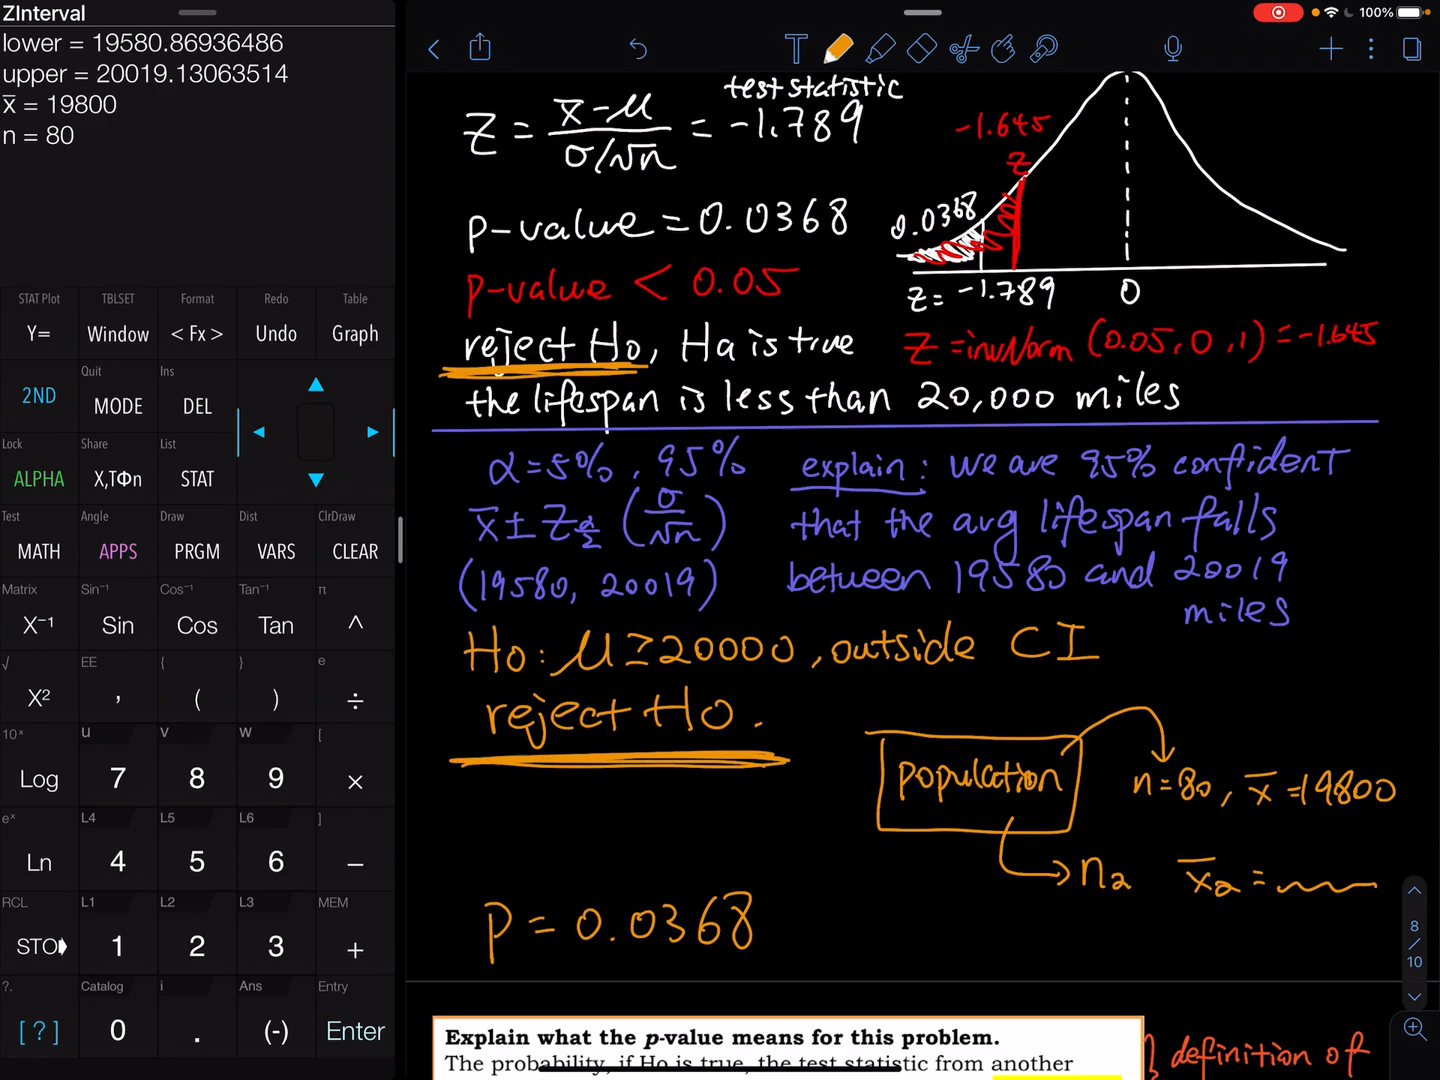 ZInterval
lower = 19580.86936486
upper = 20019.13063514
x̅ = 19800
n = 80
STAT Plot TBLSET Format Redo Table
Y= Window < Fx > Undo Graph
Quit Ins
2ND MODE DEL
Lock Share List
ALPHA X,TΦn STAT
Test Angle Draw Dist ClrDraw
MATH APPS PRGM VARS CLEAR
Matrix Sin⁻¹ Cos⁻¹ Tan⁻¹ π
X⁻¹ Sin Cos Tan ^
√ EE { } e
X² , ( ) ÷
10ˣ u v w [
Log 7 8 9 ×
eˣ L4 L5 L6 ]
Ln 4 5 6 −
RCL L1 L2 L3 MEM
STO 1 2 3 +
?. Catalog i Ans Entry
[ ? ] 0 . (-) Enter
100%
T
test statistic
Z = x̅ - μ / σ/√n = -1.789
-1.645
Z
p-value = 0.0368
0.0368
p-value < 0.05
Z = -1.789 0
reject Ho, Ha is true
Z = invNorm (0.05, 0, 1) = -1.645
the lifespan is less than 20,000 miles
α = 5%, 95%
x̅ ± Z α/2 (σ/√n)
(19580, 20019)
explain: we are 95% confident
that the avg lifespan falls
between 19580 and 20019
miles
Ho: μ ≥ 20000, outside CI
reject Ho.
population
n = 80, x̅ = 19800
n2 x̅2 =
p = 0.0368
8
/
10
Explain what the p-value means for this problem.
The probability, if Ho is true, the test statistic from another
definition of